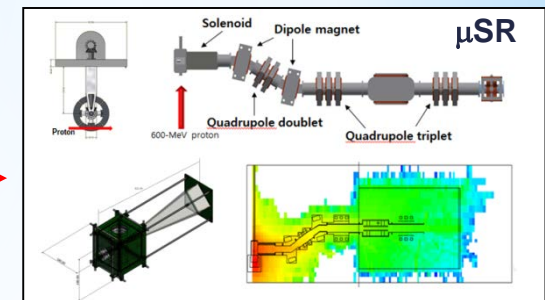 Solenoid
Dipole magnet
μSR
Proton
600-MeV proton
Quadrupole doublet
Quadrupole triplet